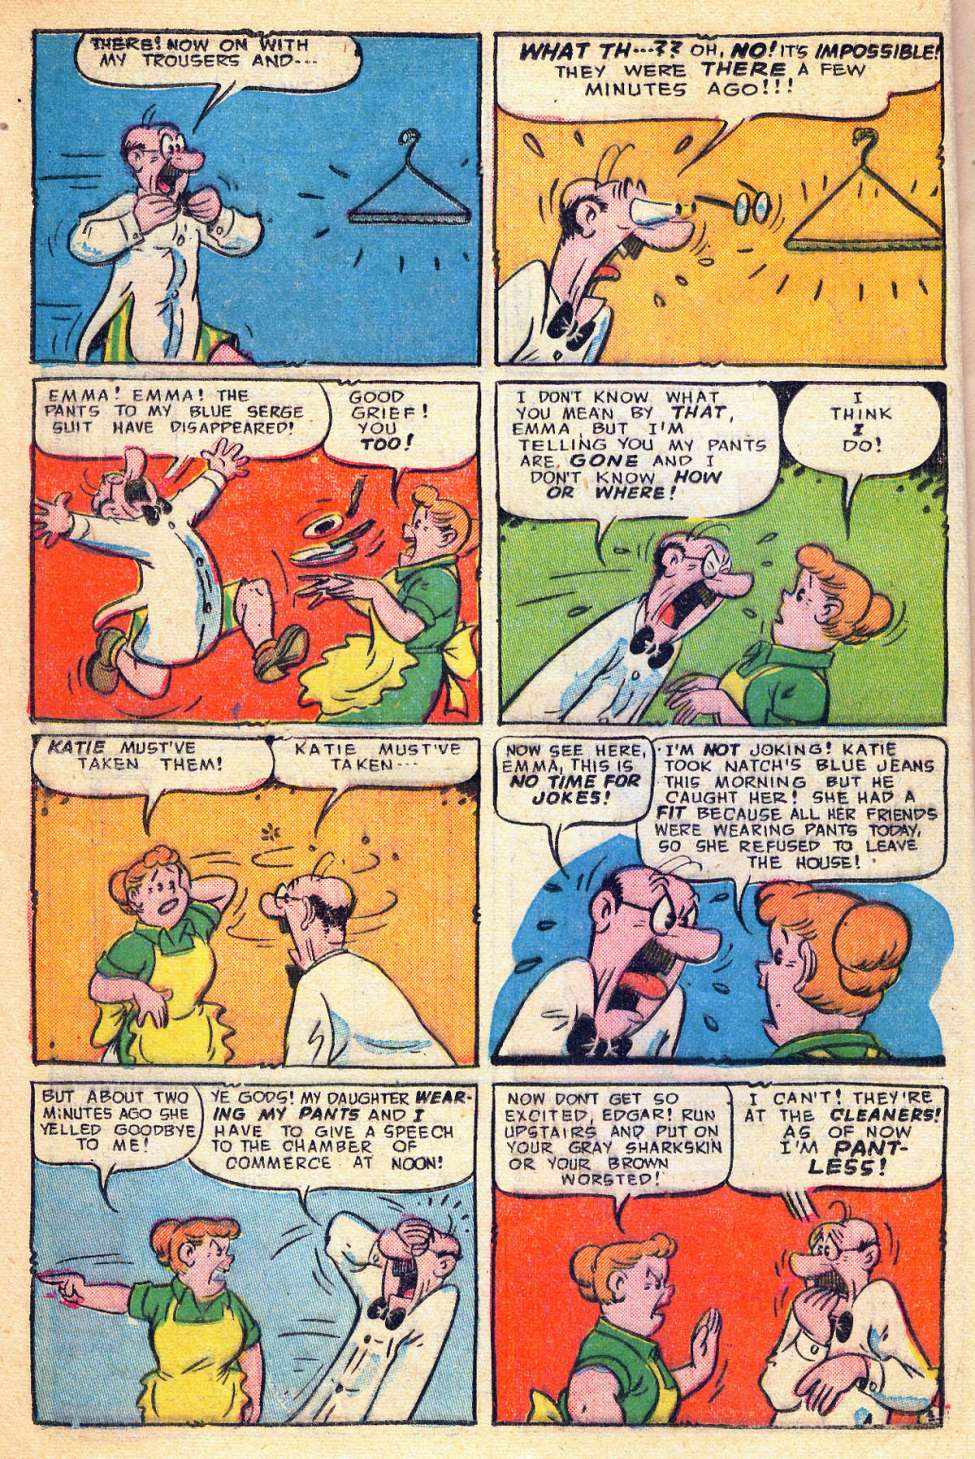 THERE! NOW ON WITH
MY TROUSERS AND---
WHAT TH---?? OH, NO! IT'S IMPOSSIBLE!
THEY WERE THERE A FEW
MINUTES AGO!!!
EMMA! EMMA! THE
PANTS TO MY BLUE SERGE
SUIT HAVE DISAPPEARED!
GOOD
GRIEF!
YOU
TOO!
I DON'T KNOW WHAT
YOU MEAN BY THAT,
EMMA, BUT I'M
TELLING YOU MY PANTS
ARE GONE AND I
DON'T KNOW HOW
OR WHERE!
I
THINK
I
DO!
KATIE MUST'VE
TAKEN THEM!
KATIE MUST'VE
TAKEN---
NOW SEE HERE,
EMMA, THIS IS
NO TIME FOR
JOKES!
I'M NOT JOKING! KATIE
TOOK NATCH'S BLUE JEANS
THIS MORNING BUT HE
CAUGHT HER! SHE HAD A
FIT BECAUSE ALL HER FRIENDS
WERE WEARING PANTS TODAY,
SO SHE REFUSED TO LEAVE
THE HOUSE!
BUT ABOUT TWO
MINUTES AGO SHE
YELLED GOODBYE
TO ME!
YE GODS! MY DAUGHTER WEAR-
ING MY PANTS AND I
HAVE TO GIVE A SPEECH
TO THE CHAMBER OF
COMMERCE AT NOON!
NOW DON'T GET SO
EXCITED, EDGAR! RUN
UPSTAIRS AND PUT ON
YOUR GRAY SHARKSKIN
OR YOUR BROWN
WORSTED!
I CAN'T! THEY'RE
AT THE CLEANERS!
AS OF NOW
I'M PANT-
LESS!